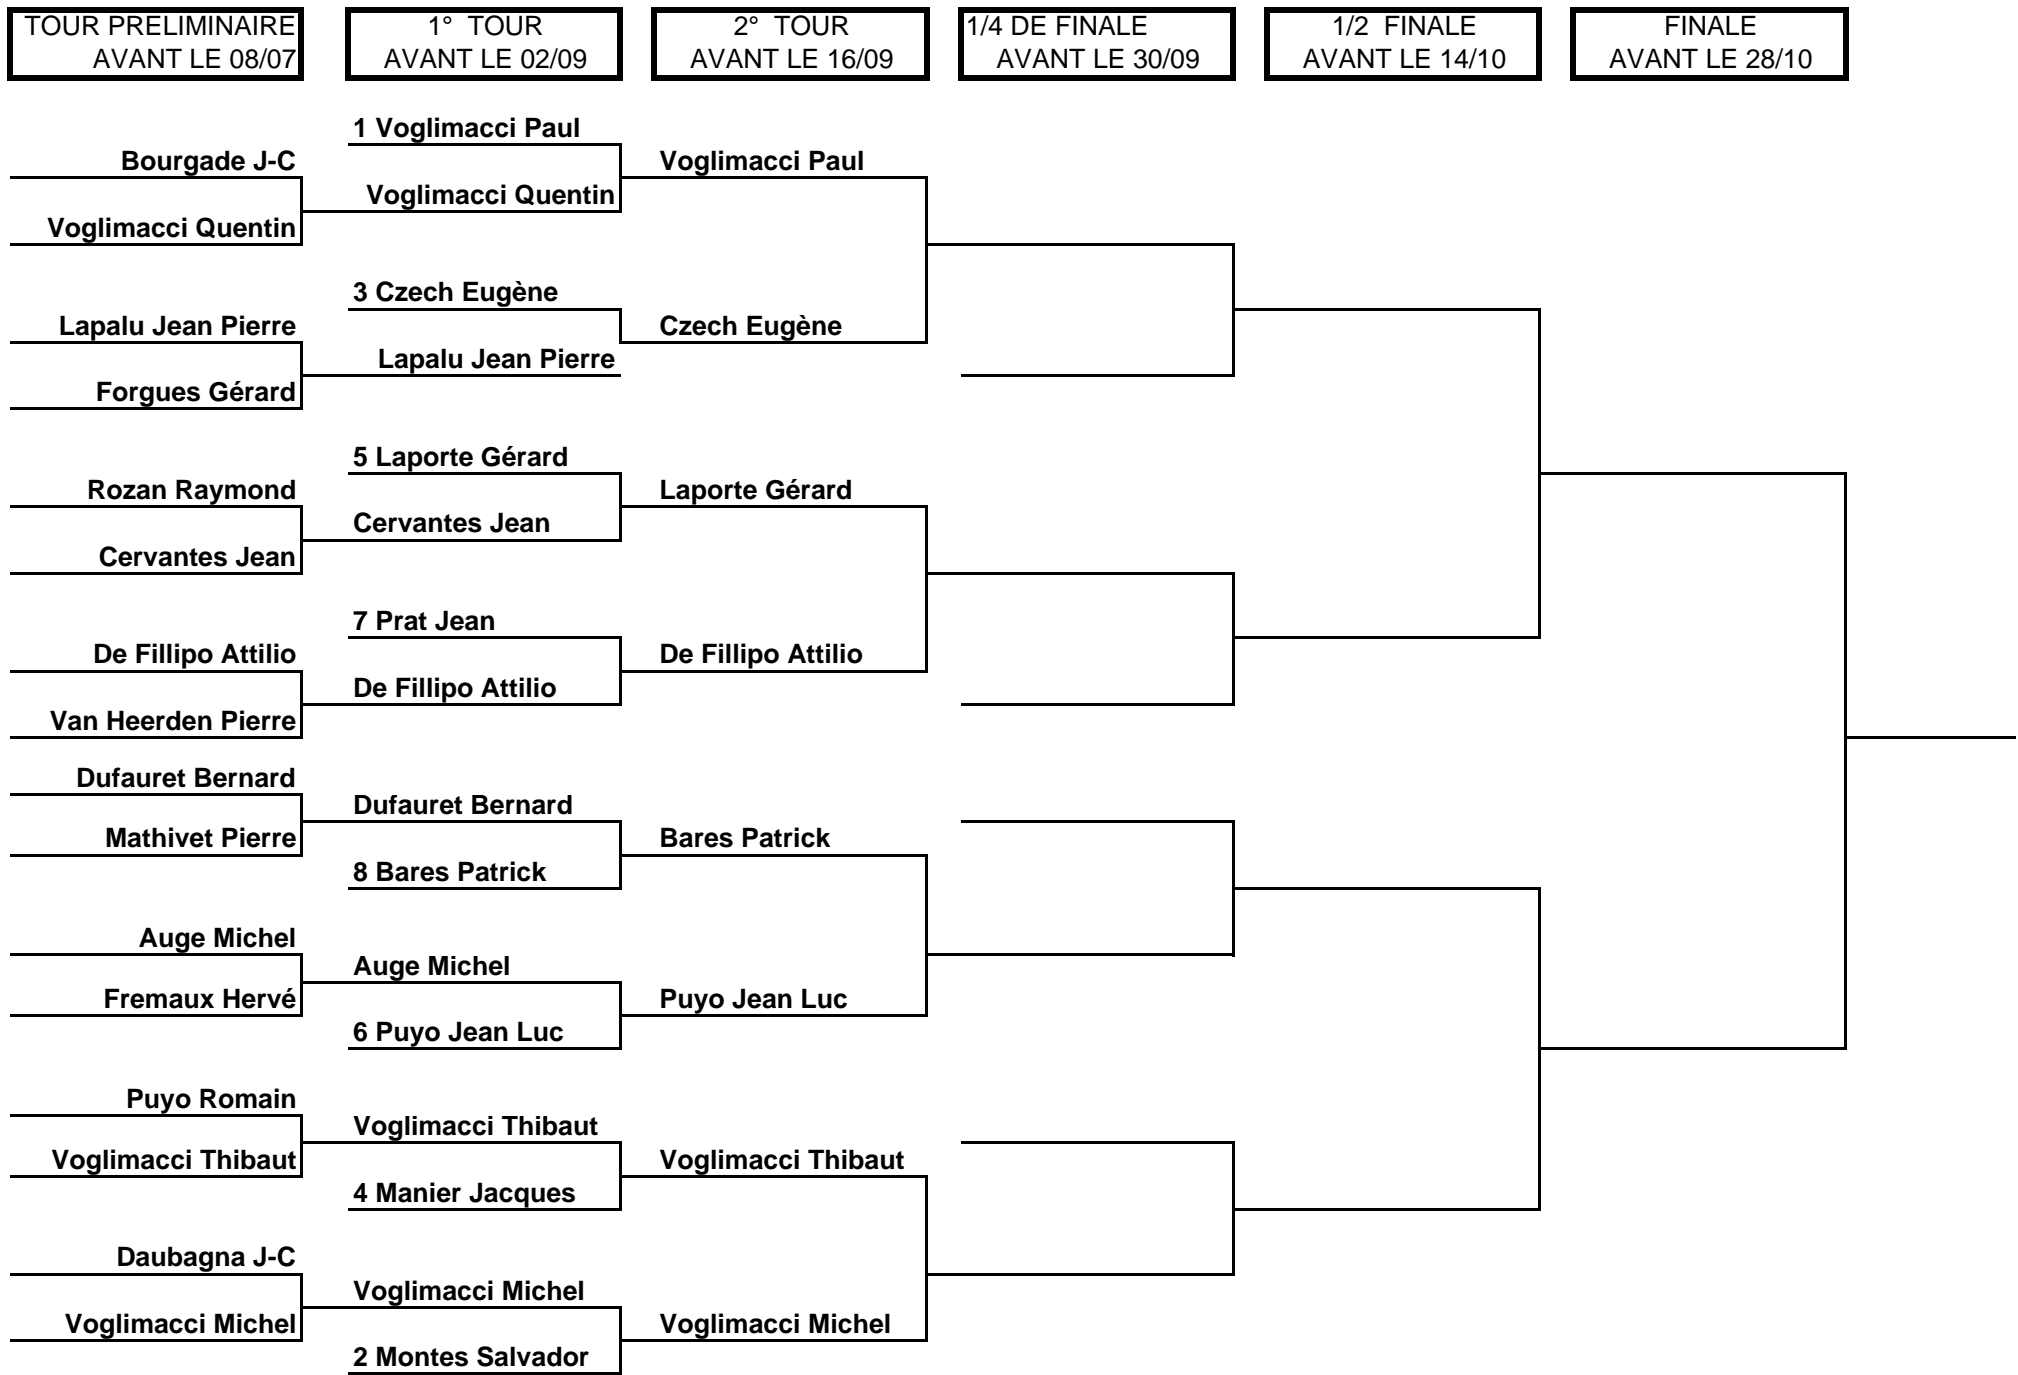 TOUR PRELIMINAIRE
AVANT LE 08/07
1° TOUR
AVANT LE 02/09
2° TOUR
AVANT LE 16/09
1/4 DE FINALE
AVANT LE 30/09
1/2 FINALE
AVANT LE 14/10
FINALE
AVANT LE 28/10
Bourgade J-C
Voglimacci Quentin
Lapalu Jean Pierre
Forgues Gérard
Rozan Raymond
Cervantes Jean
De Fillipo Attilio
Van Heerden Pierre
Dufauret Bernard
Mathivet Pierre
Auge Michel
Fremaux Hervé
Puyo Romain
Voglimacci Thibaut
Daubagna J-C
Voglimacci Michel
1 Voglimacci Paul
Voglimacci Quentin
3 Czech Eugène
Lapalu Jean Pierre
5 Laporte Gérard
Cervantes Jean
7 Prat Jean
De Fillipo Attilio
Dufauret Bernard
8 Bares Patrick
Auge Michel
6 Puyo Jean Luc
Voglimacci Thibaut
4 Manier Jacques
Voglimacci Michel
2 Montes Salvador
Voglimacci Paul
Czech Eugène
Laporte Gérard
De Fillipo Attilio
Bares Patrick
Puyo Jean Luc
Voglimacci Thibaut
Voglimacci Michel